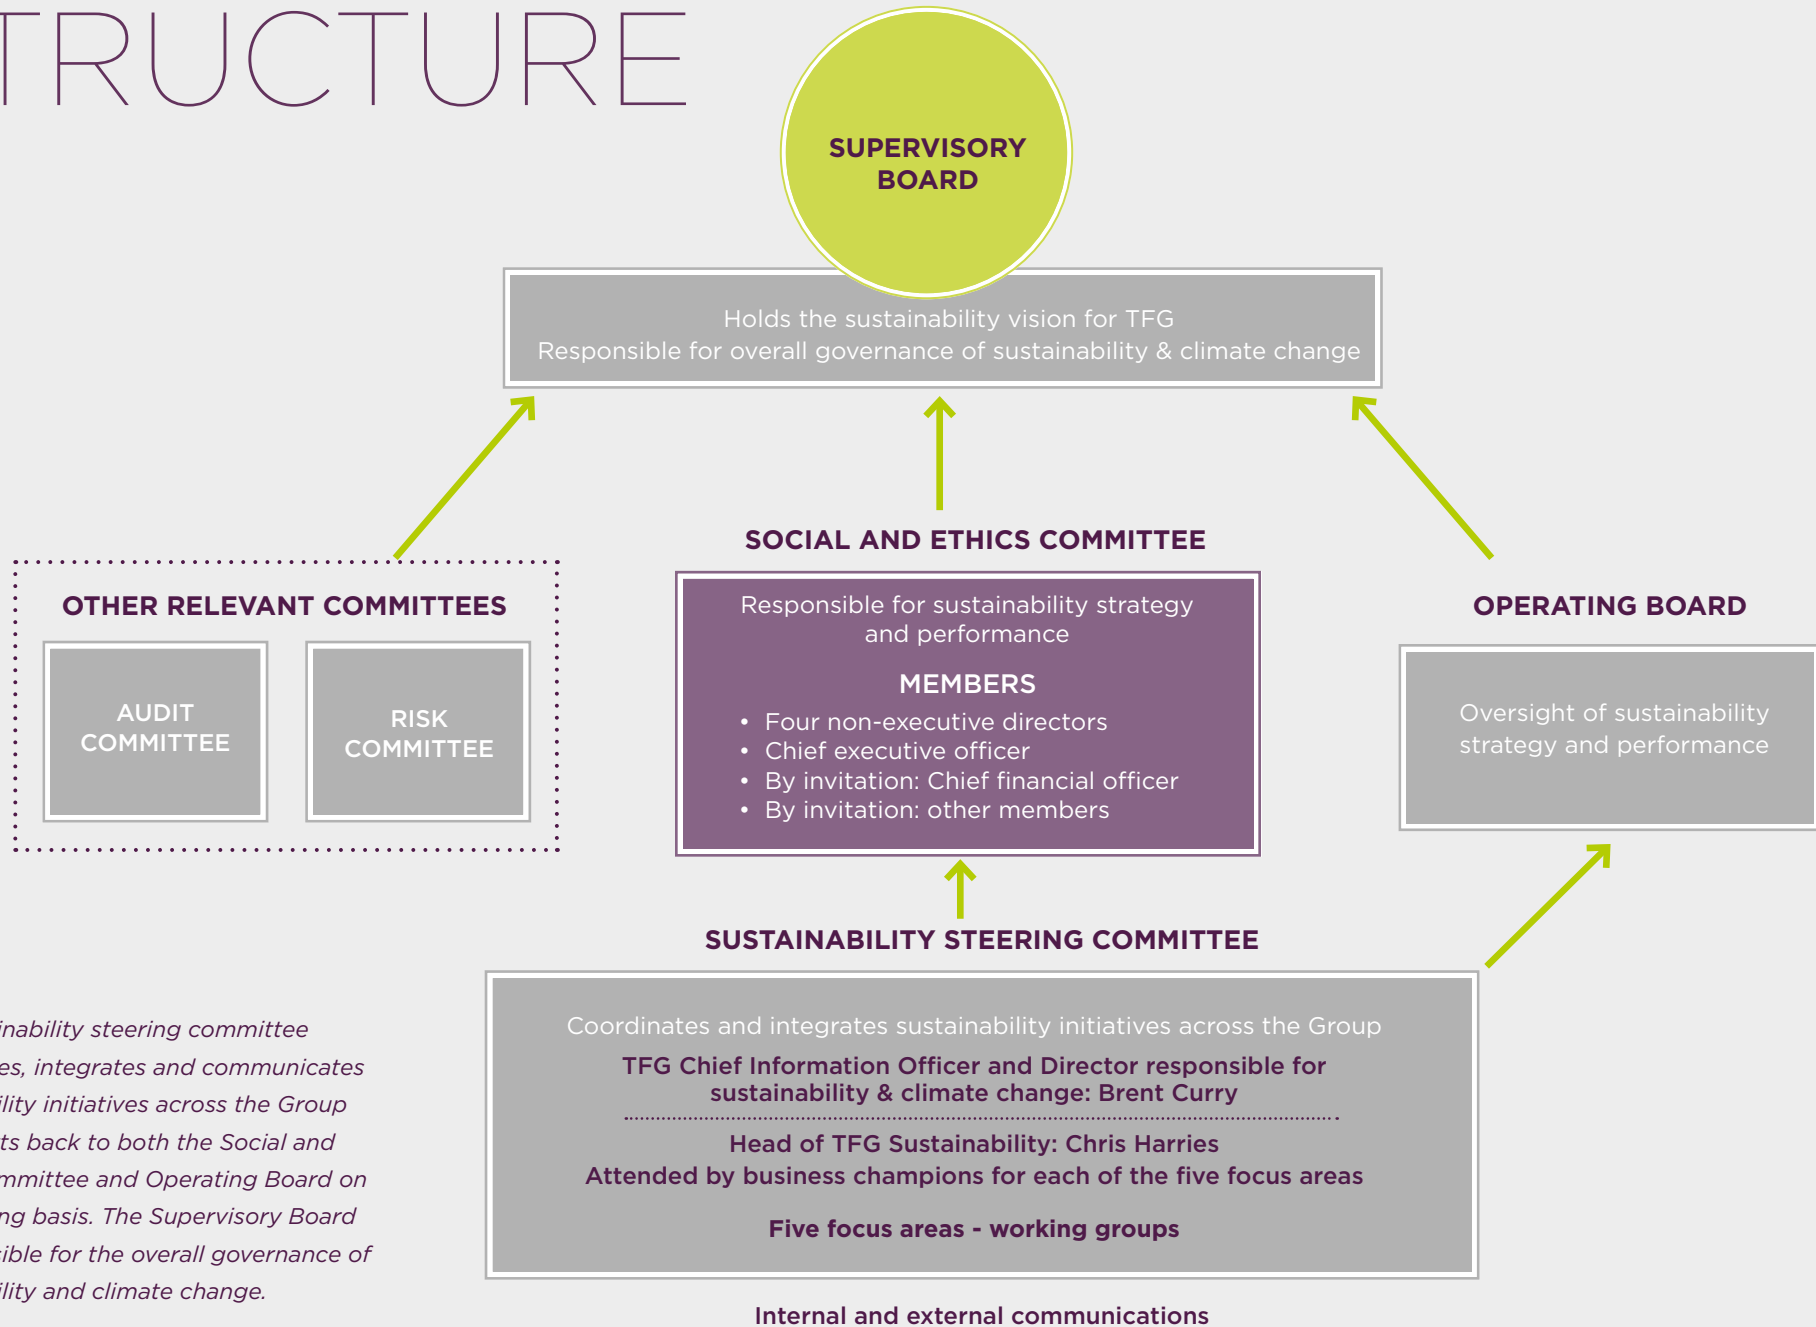 TRUCTURE
SUPERVISORY
BOARD
Holds the sustainability vision for TFG
Responsible for overall governance of sustainability & climate change
SOCIAL AND ETHICS COMMITTEE
Responsible for sustainability strategy
and performance
MEMBERS
• Four non-executive directors
• Chief executive officer
• By invitation: Chief financial officer
• By invitation: other members
OTHER RELEVANT COMMITTEES
AUDIT
COMMITTEE
RISK
COMMITTEE
OPERATING BOARD
Oversight of sustainability
strategy and performance
SUSTAINABILITY STEERING COMMITTEE
Coordinates and integrates sustainability initiatives across the Group
TFG Chief Information Officer and Director responsible for
sustainability & climate change: Brent Curry
Head of TFG Sustainability: Chris Harries
Attended by business champions for each of the five focus areas
Five focus areas - working groups
Internal and external communications
inability steering committee
es, integrates and communicates
ility initiatives across the Group
ts back to both the Social and
mmittee and Operating Board on
ng basis. The Supervisory Board
sible for the overall governance of
ility and climate change.